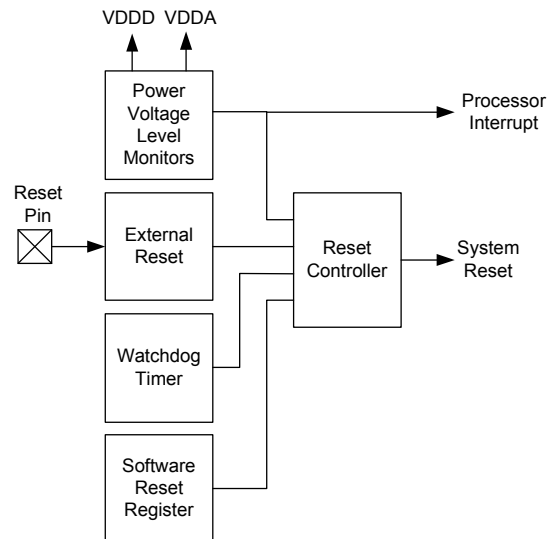 VDDD VDDA
Power
Voltage
Level
Monitors
Processor
Interrupt
Reset
Pin
External
Reset
Reset
Controller
System
Reset
Watchdog
Timer
Software
Reset
Register